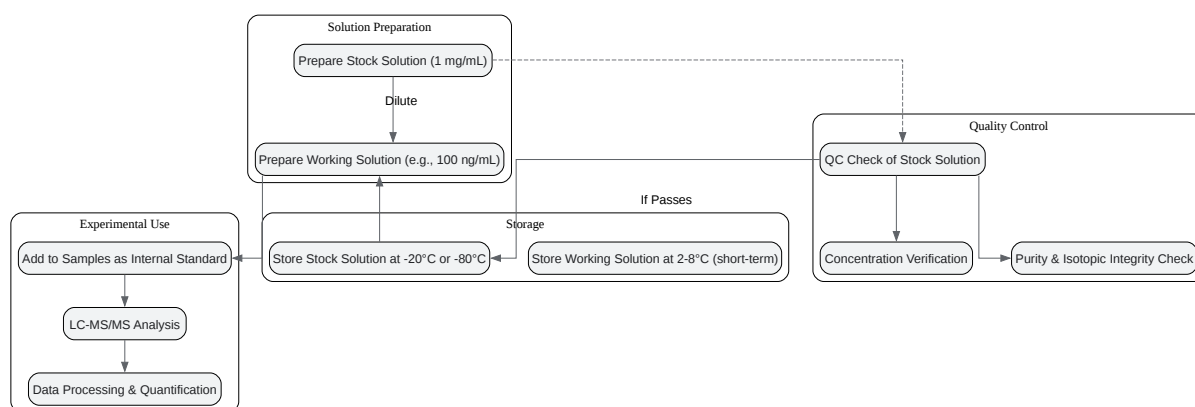 Solution Preparation
Prepare Stock Solution (1 mg/mL)
Dilute
Prepare Working Solution (e.g., 100 ng/mL)
Quality Control
QC Check of Stock Solution
If Passes
Concentration Verification
Purity & Isotopic Integrity Check
Storage
Store Stock Solution at -20°C or -80°C
Store Working Solution at 2-8°C (short-term)
Experimental Use
Add to Samples as Internal Standard
LC-MS/MS Analysis
Data Processing & Quantification